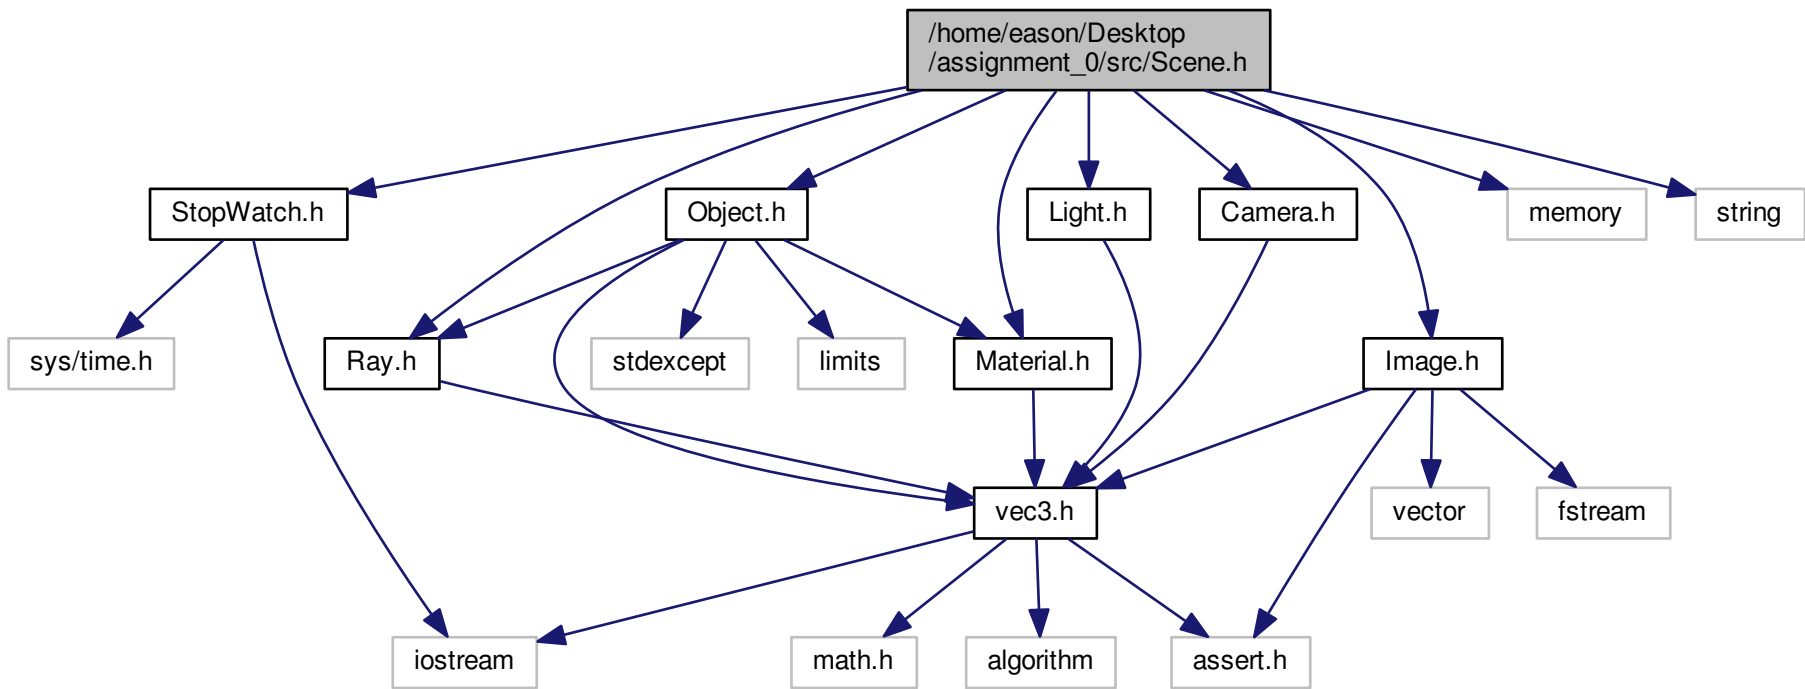 /home/eason/Desktop
/assignment_0/src/Scene.h
StopWatch.h
Object.h
Light.h
Camera.h
memory
string
sys/time.h
Ray.h
stdexcept
limits
Material.h
Image.h
vec3.h
vector
fstream
iostream
math.h
algorithm
assert.h